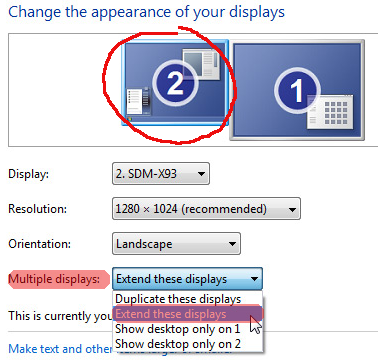 Change the appearance of your displays
2
1
Display: 2. SDM-X93
Resolution: 1280 × 1024 (recommended)
Orientation: Landscape
Multiple displays: Extend these displays
Duplicate these displays
This is currently you Extend these displays
Show desktop only on 1
Make text and other Show desktop only on 2